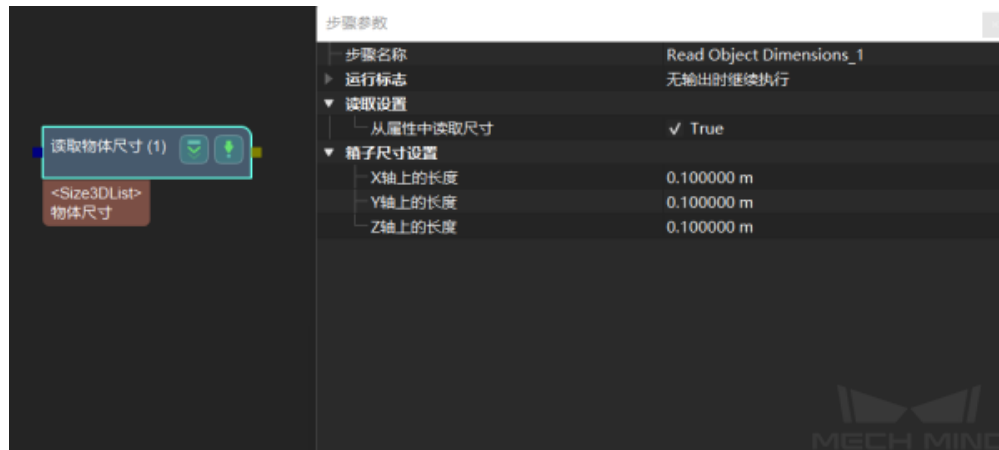 步骤参数
步骤名称 Read Object Dimensions_1
运行标志 无输出时继续执行
读取设置
从属性中读取尺寸 ✓ True
箱子尺寸设置
X轴上的长度 0.100000 m
Y轴上的长度 0.100000 m
Z轴上的长度 0.100000 m
读取物体尺寸 (1)
<Size3DList>
物体尺寸
MECH MIND